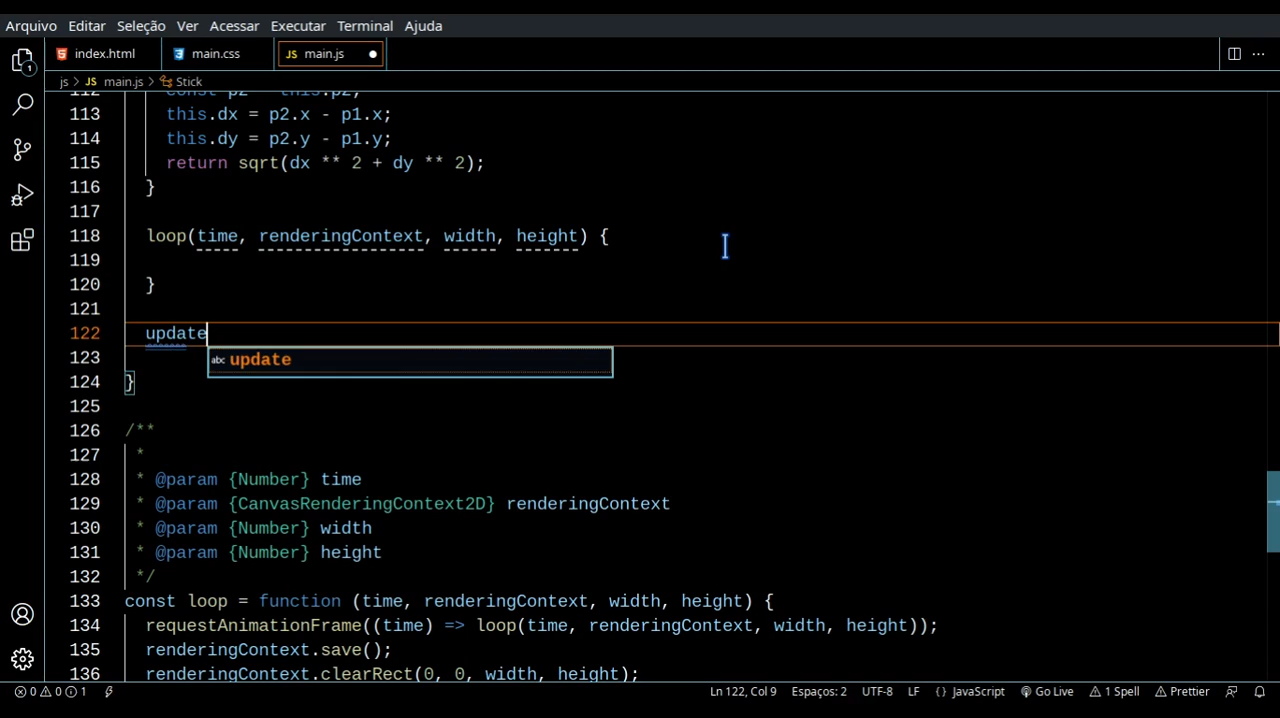 Arquivo Editar Seleção Ver Acessar Executar Terminal Ajuda
index.html main.css JS main.js
js > JS main.js > Stick
112 const p2 = this.p2;
113 this.dx = p2.x - p1.x;
114 this.dy = p2.y - p1.y;
115 return sqrt(dx ** 2 + dy ** 2);
116 }
117
118 loop(time, renderingContext, width, height) {
119
120 }
121
122 update
123 abc update
124 }
125
126 /**
127 *
128 * @param {Number} time
129 * @param {CanvasRenderingContext2D} renderingContext
130 * @param {Number} width
131 * @param {Number} height
132 */
133 const loop = function (time, renderingContext, width, height) {
134 requestAnimationFrame((time) => loop(time, renderingContext, width, height));
135 renderingContext.save();
136 renderingContext.clearRect(0, 0, width, height);
1
0 0 1 Ln 122, Col 9 Espaços: 2 UTF-8 LF {} JavaScript Go Live 1 Spell Prettier